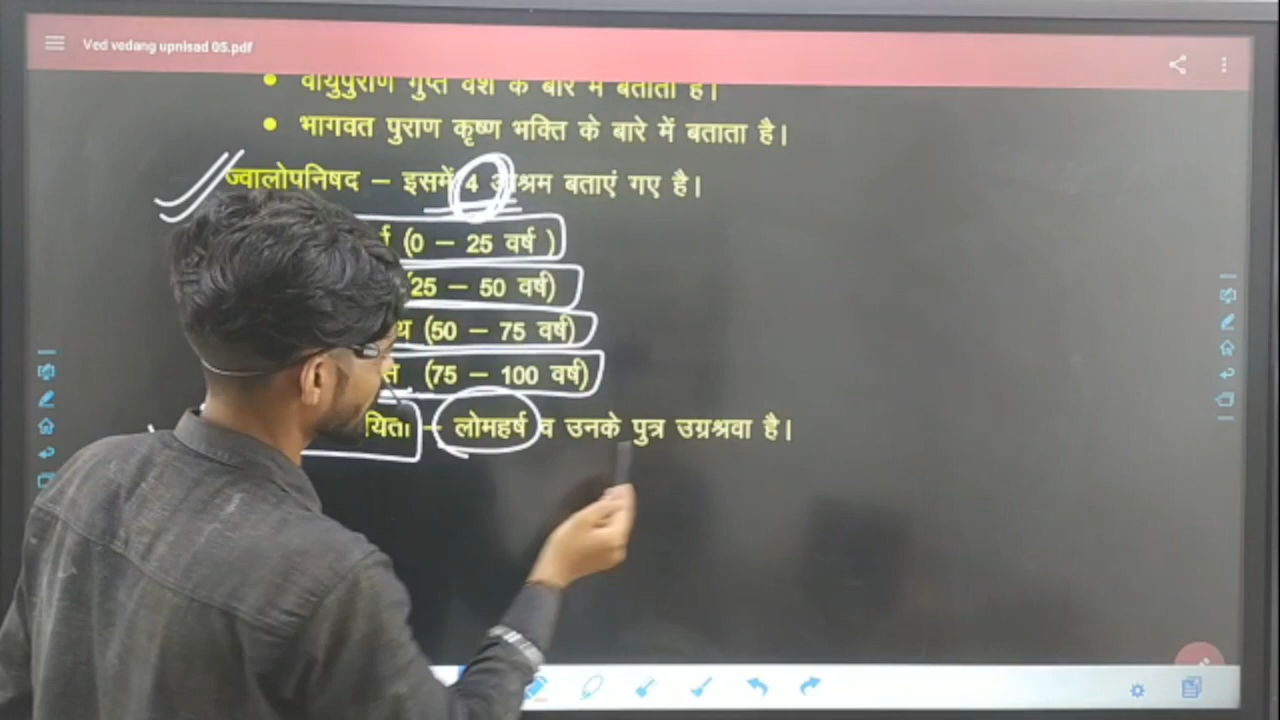 Ved vedang upnisad 05.pdf
वायुपुराण गुप्त वंश के बारे में बताता है।
भागवत पुराण कृष्ण भक्ति के बारे में बताता है।
ज्वालोपनिषद – इसमें 4 आश्रम बताएं गए है।
(0 – 25 वर्ष )
25 – 50 वर्ष)
(50 – 75 वर्ष)
(75 – 100 वर्ष)
यिता – लोमहर्ष व उनके पुत्र उग्रश्रवा है।